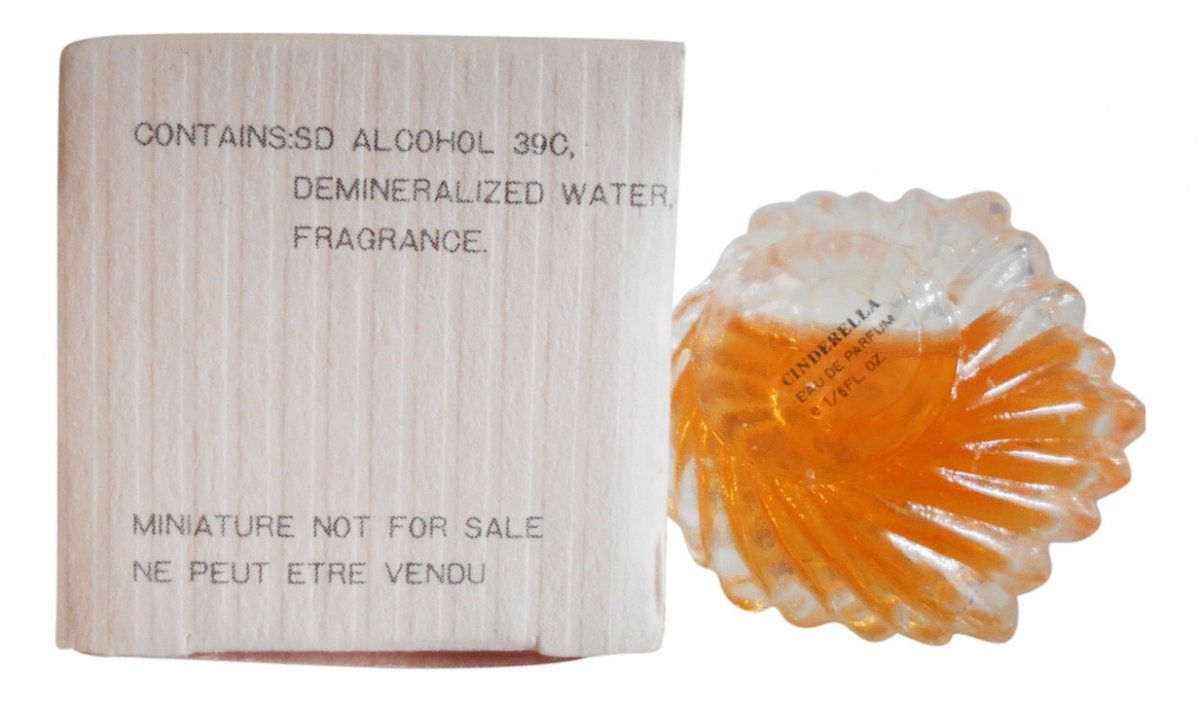 CONTAINS:SD ALCOHOL 39C,
DEMINERALIZED WATER,
FRAGRANCE.
MINIATURE NOT FOR SALE
NE PEUT ETRE VENDU
CINDERELLA
EAU DE PARFUM
e 1/6FL. OZ.